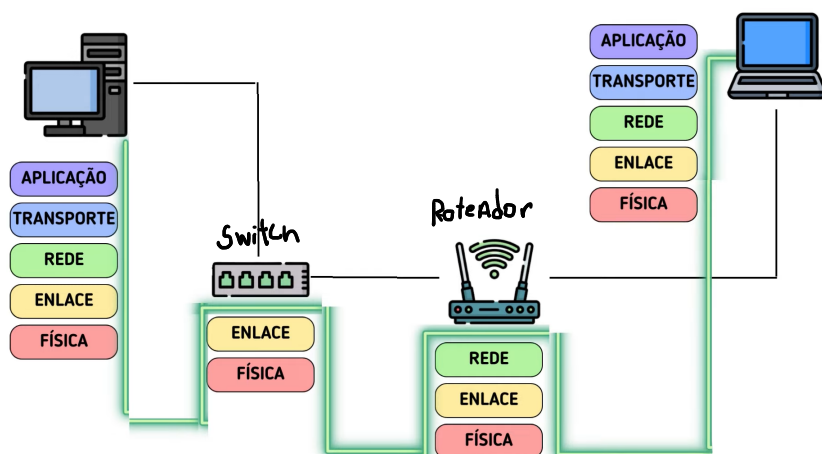 APLICAÇÃO
TRANSPORTE
REDE
ENLACE
FÍSICA
Switch
ENLACE
FÍSICA
RoteAdor
REDE
ENLACE
FÍSICA
APLICAÇÃO
TRANSPORTE
REDE
ENLACE
FÍSICA